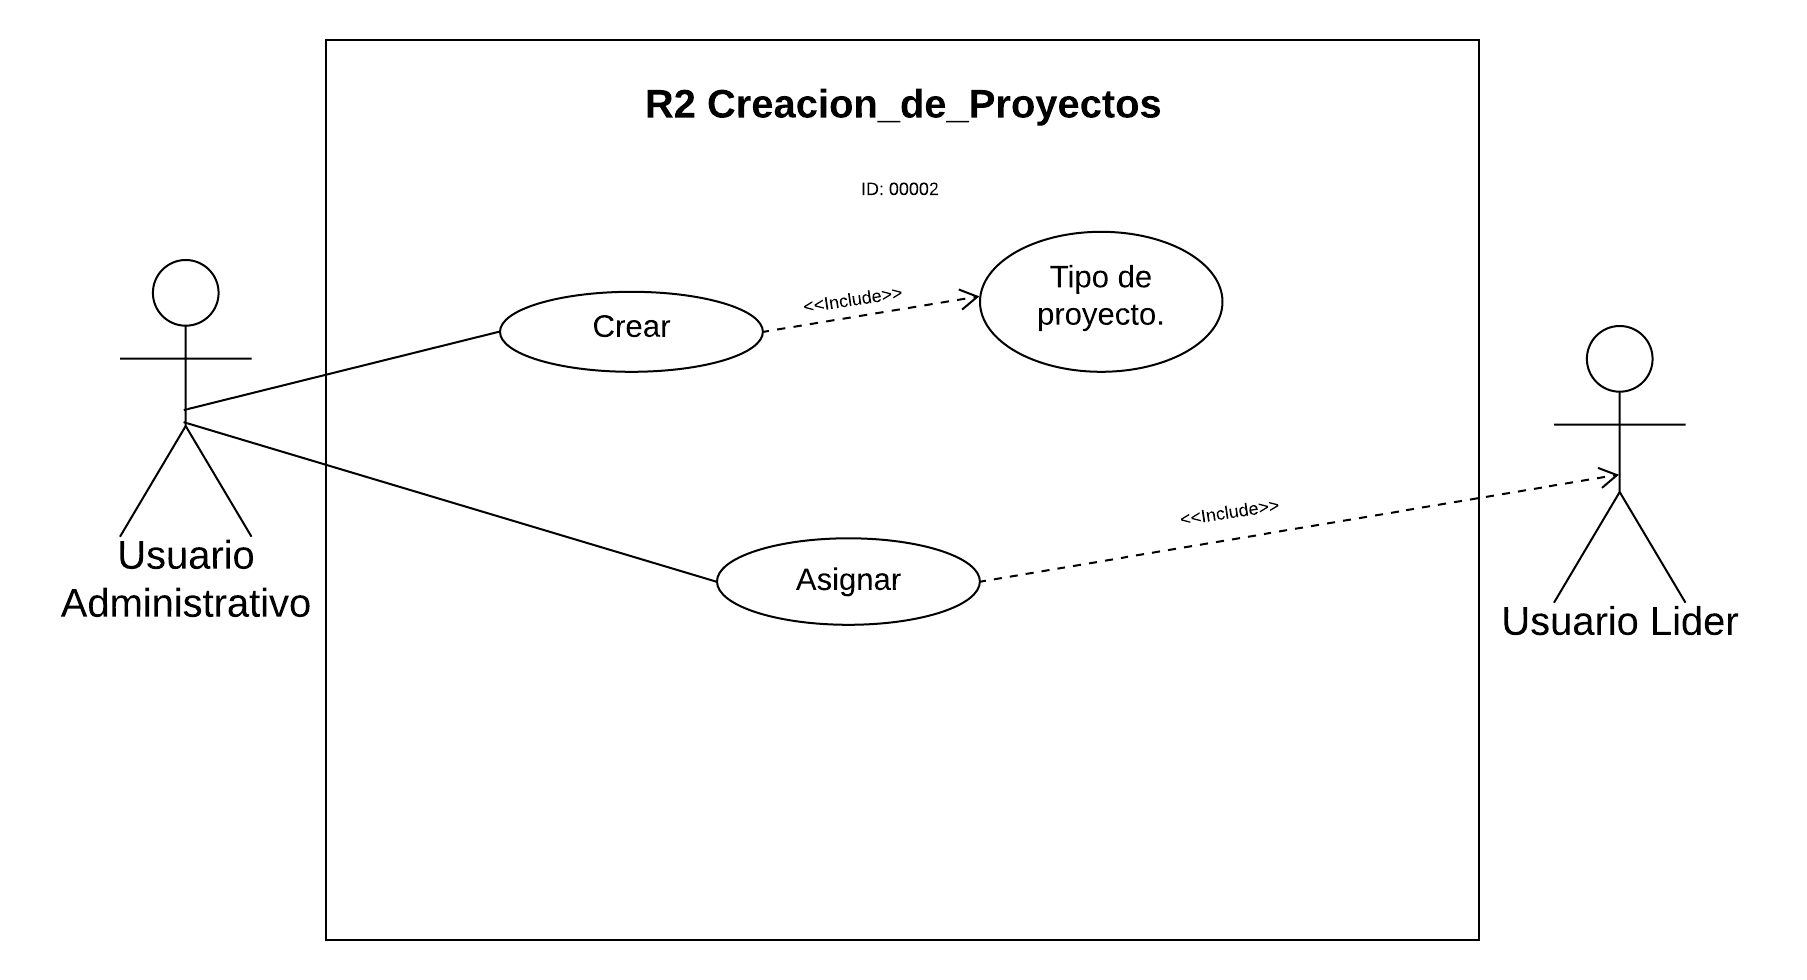 R2 Creacion_de_Proyectos
ID: 00002
Tipo de
proyecto.
<<Include>>
Crear
<<Include>>
Usuario
Administrativo
Asignar
Usuario Lider